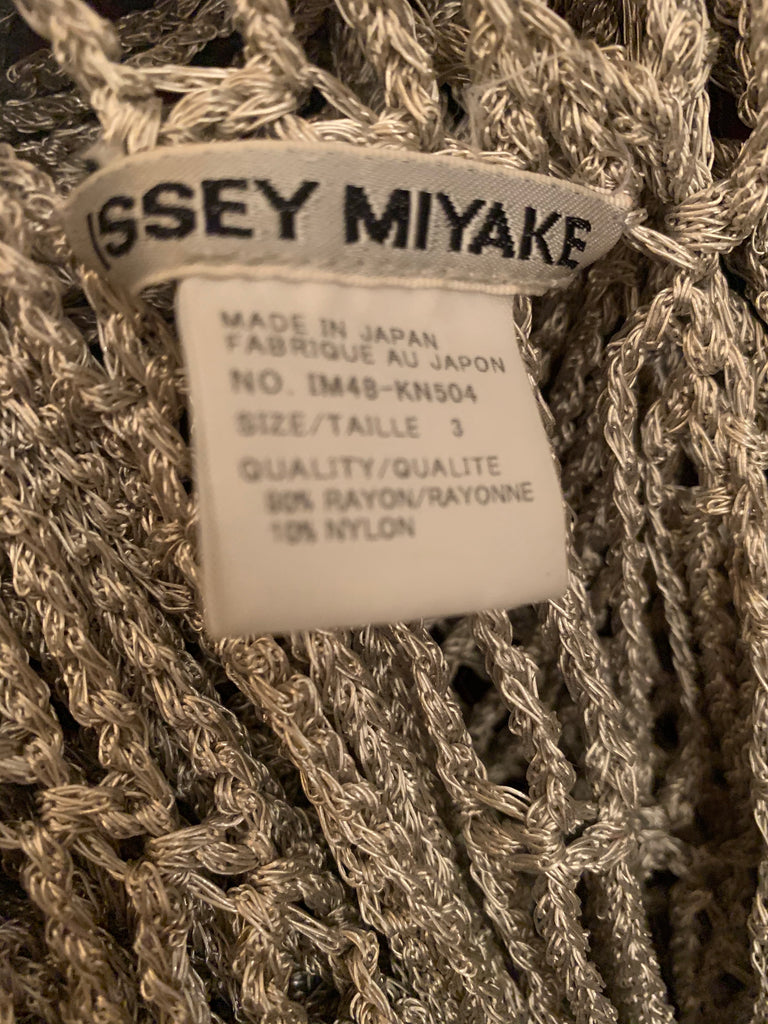 ISSEY MIYAKE
MADE IN JAPAN
FABRIQUE AU JAPON
NO. IM48-KN504
SIZE/TAILLE 3
QUALITY/QUALITE
90% RAYON/RAYONNE
10% NYLON